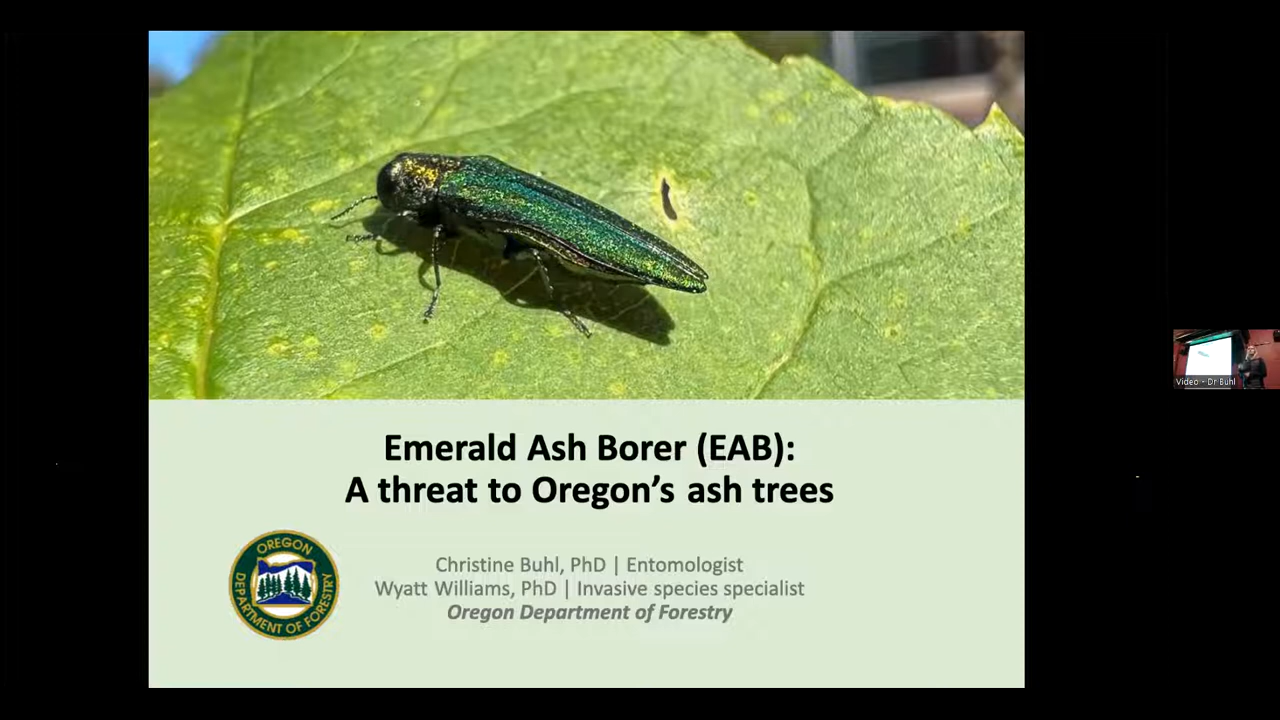 Emerald Ash Borer (EAB):
A threat to Oregon's ash trees
OREGON
DEPARTMENT OF FORESTRY
Christine Buhl, PhD | Entomologist
Wyatt Williams, PhD | Invasive species specialist
Oregon Department of Forestry
Video - Dr Buhl